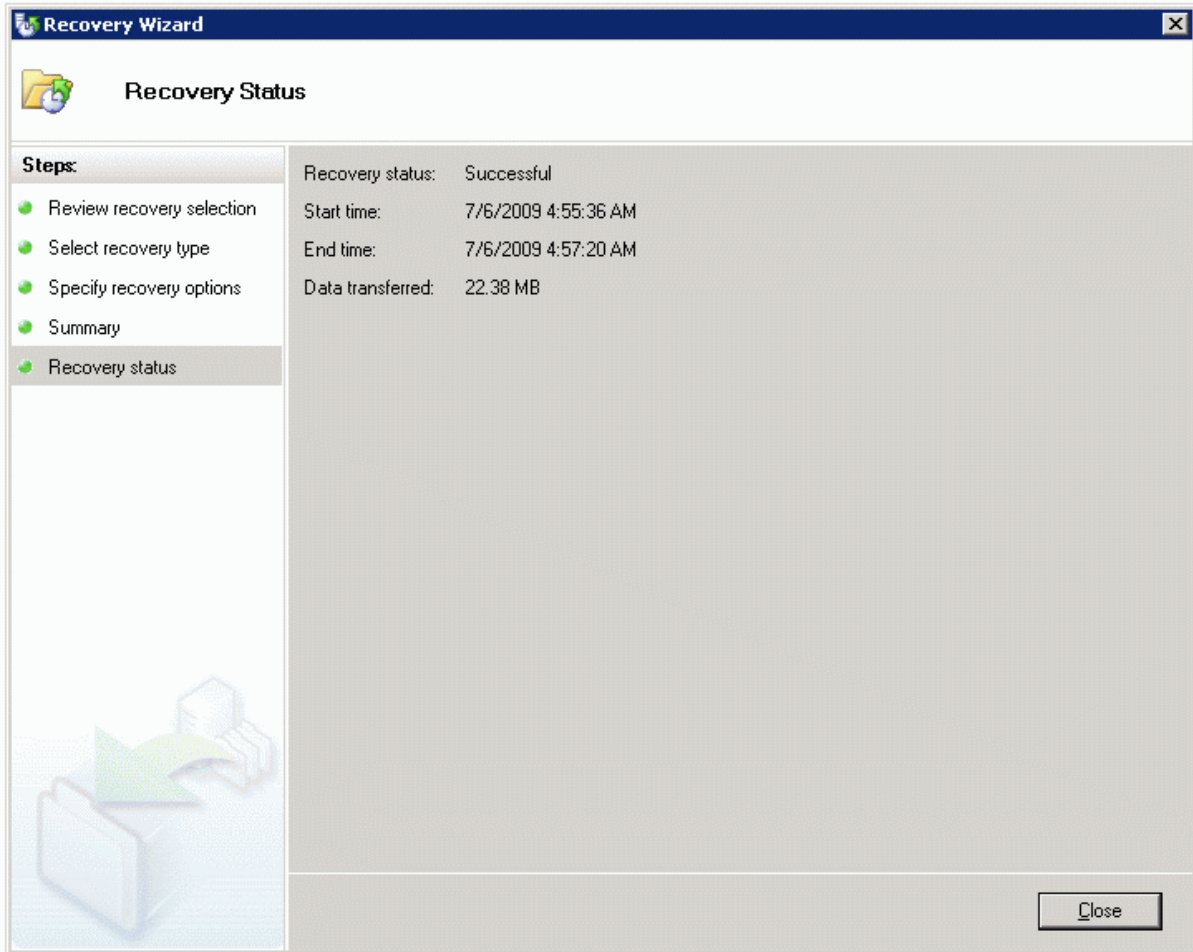 Recovery Wizard
Recovery Status
Steps:
Review recovery selection
Select recovery type
Specify recovery options
Summary
Recovery status
Recovery status: Successful
Start time: 7/6/2009 4:55:36 AM
End time: 7/6/2009 4:57:20 AM
Data transferred: 22.38 MB
Close